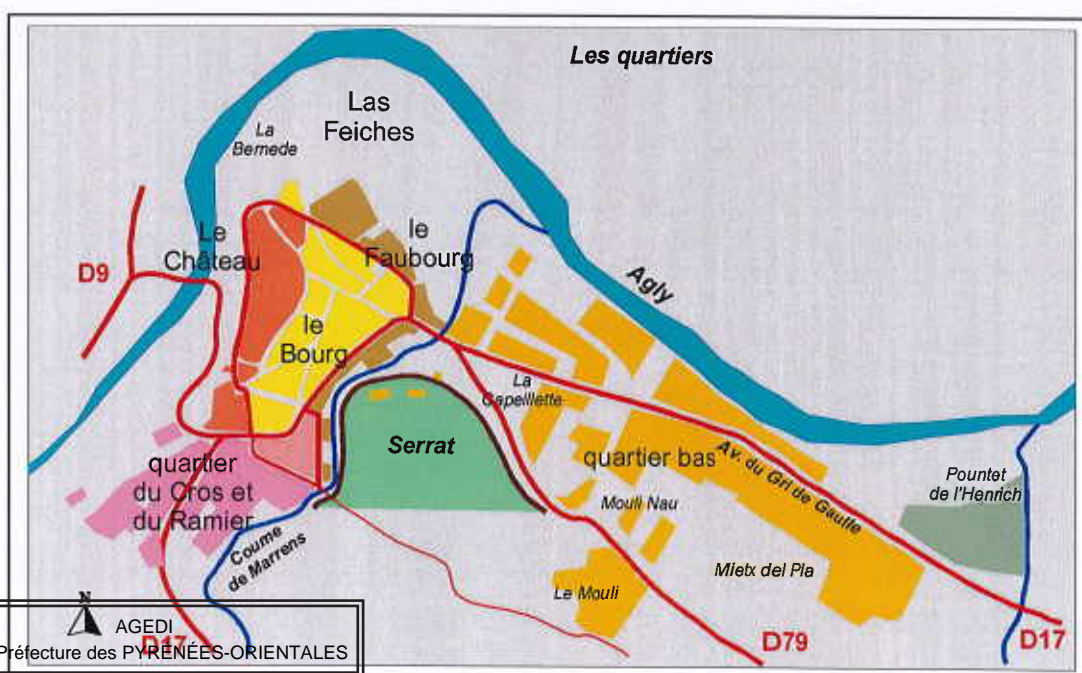 Les quartiers
Las
Feiches
La
Bernede
Le
Château
le
Faubourg
D9
Agly
le
Bourg
La
Capeillette
Serrat
quartier bas
Av. du Grl de Gaulle
quartier
du Cros et
du Ramier
Mouli Nau
Pountet
de l'Henrich
Coume
de Marrens
Mietx del Pla
Le Mouli
N
AGEDI
Préfecture des PYRENÉES-ORIENTALES
D17
D79
D17